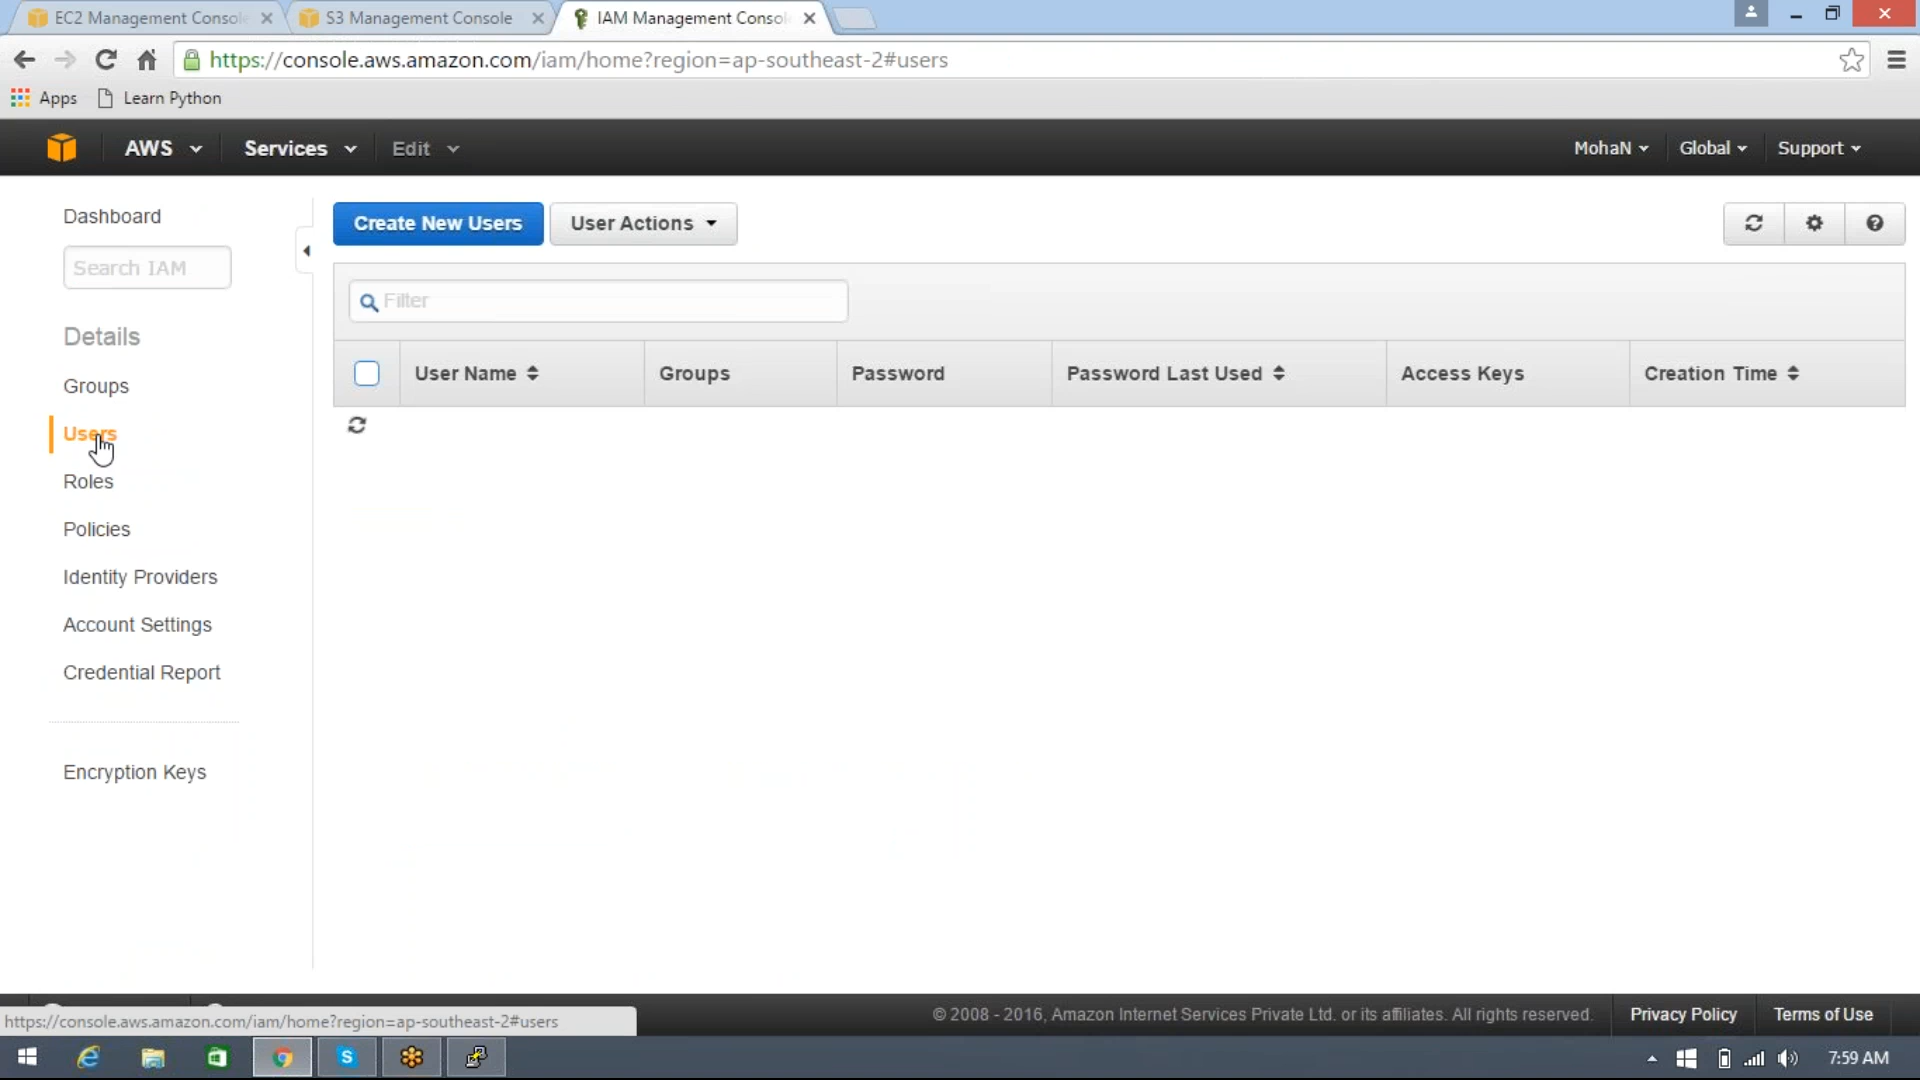 EC2 Management Consol
S3 Management Console
IAM Management Consol
https://console.aws.amazon.com/iam/home?region=ap-southeast-2#users
Apps
Learn Python
AWS
Services
Edit
MohaN
Global
Support
Dashboard
Search IAM
Details
Groups
Users
Roles
Policies
Identity Providers
Account Settings
Credential Report
Encryption Keys
Create New Users
User Actions
Filter
User Name
Groups
Password
Password Last Used
Access Keys
Creation Time
© 2008 - 2016, Amazon Internet Services Private Ltd. or its affiliates. All rights reserved.
Privacy Policy
Terms of Use
https://console.aws.amazon.com/iam/home?region=ap-southeast-2#users
7:59 AM